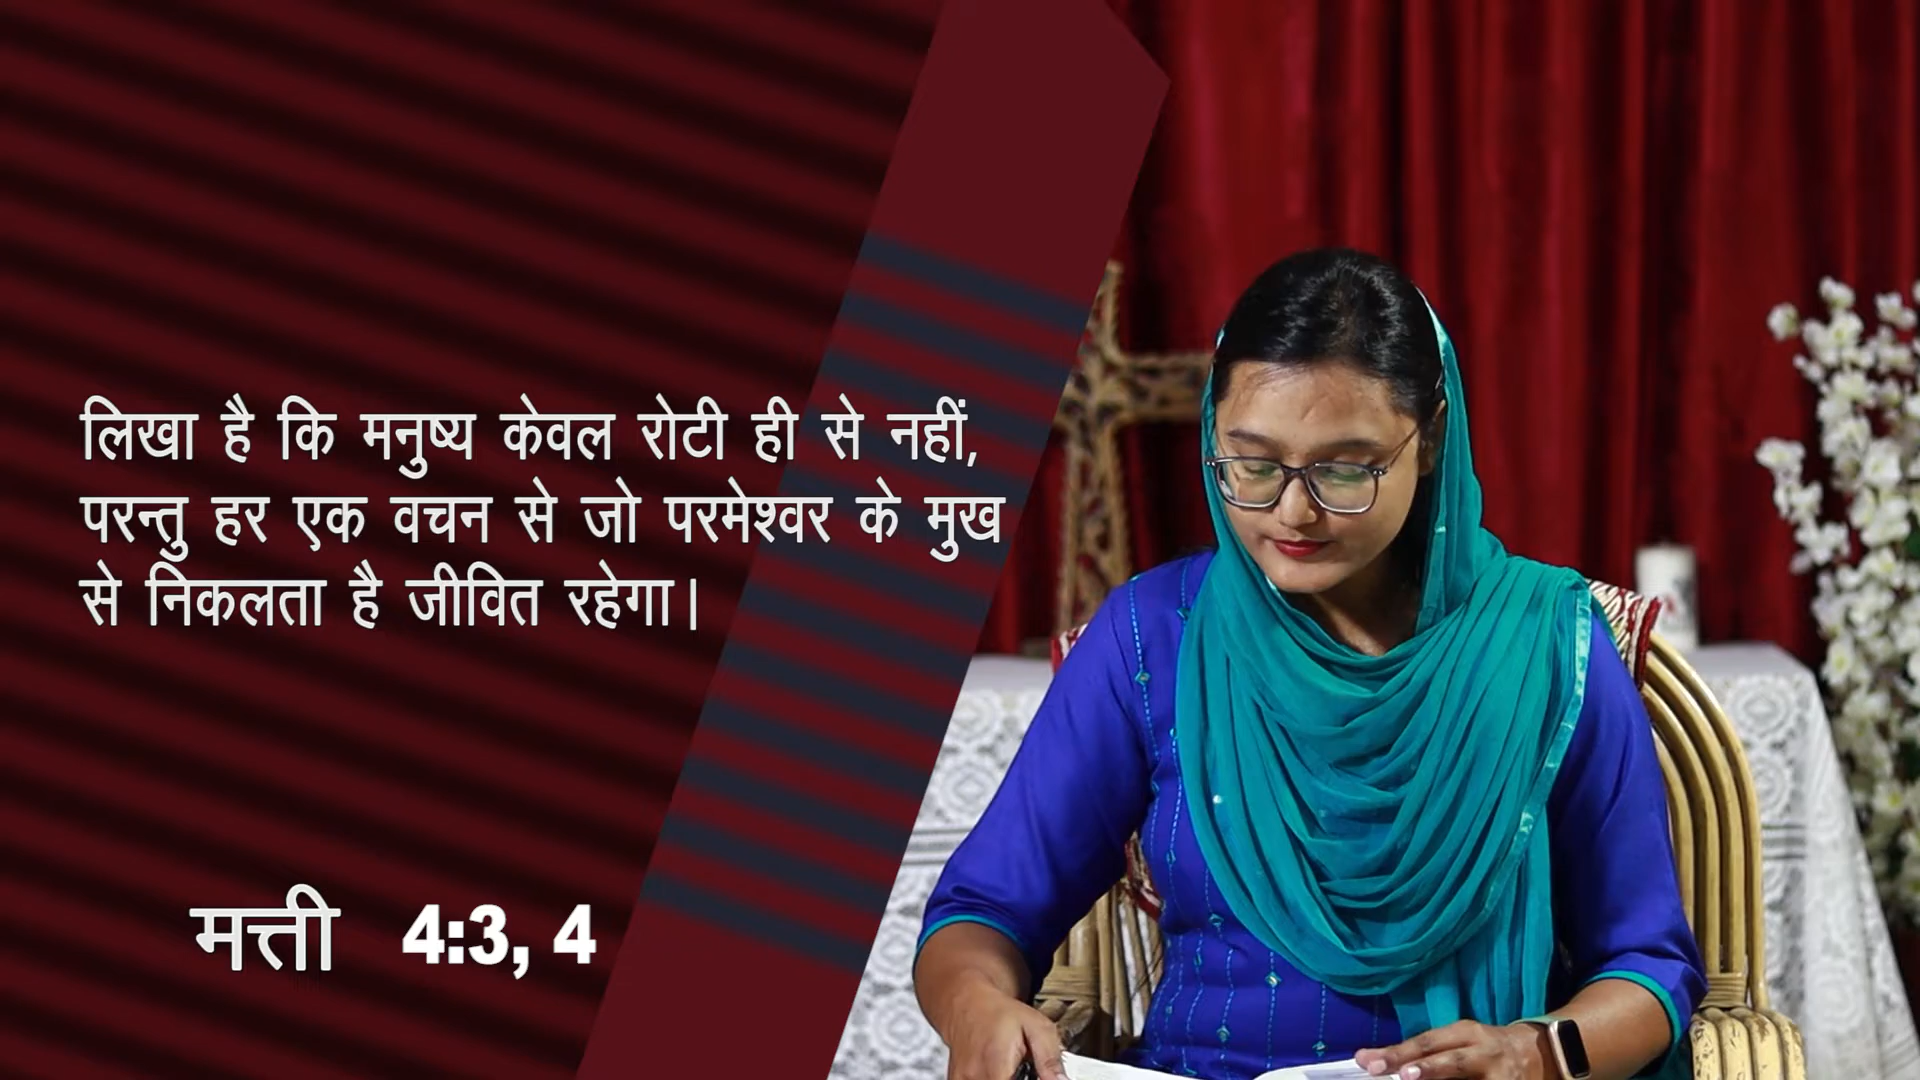 लिखा है कि मनुष्य केवल रोटी ही से नहीं,
परन्तु हर एक वचन से जो परमेश्वर के मुख
से निकलता है जीवित रहेगा|
मत्ती 4:3, 4